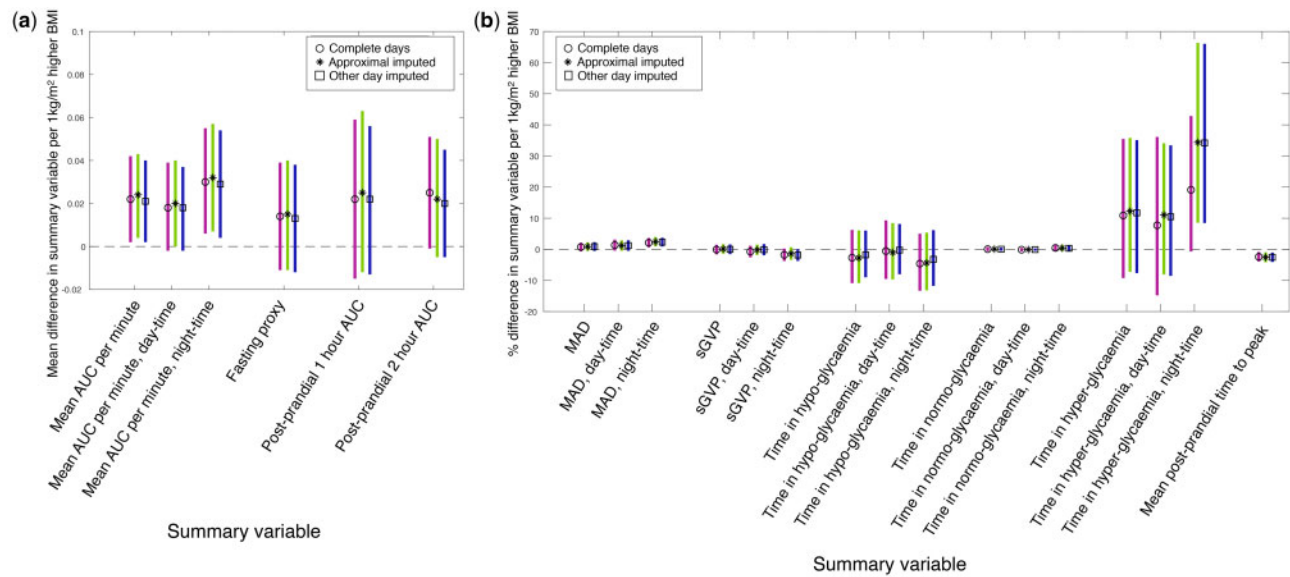 (a)
Mean difference in summary variable per 1kg/m² higher BMI
0.1
0.08
0.06
0.04
0.02
0
-0.02
Complete days
Approximal imputed
Other day imputed
Mean AUC per minute
Mean AUC per minute, day-time
Mean AUC per minute, night-time
Fasting proxy
Post-prandial 1 hour AUC
Post-prandial 2 hour AUC
Summary variable
(b)
% difference in summary variable per 1kg/m² higher BMI
70
60
50
40
30
20
10
0
-10
-20
Complete days
Approximal imputed
Other day imputed
MAD
MAD, day-time
MAD, night-time
sGVP
sGVP, day-time
sGVP, night-time
Time in hypo-glycaemia
Time in hypo-glycaemia, day-time
Time in hypo-glycaemia, night-time
Time in normo-glycaemia
Time in normo-glycaemia, day-time
Time in normo-glycaemia, night-time
Time in hyper-glycaemia
Time in hyper-glycaemia, day-time
Time in hyper-glycaemia, night-time
Mean post-prandrial time to peak
Summary variable